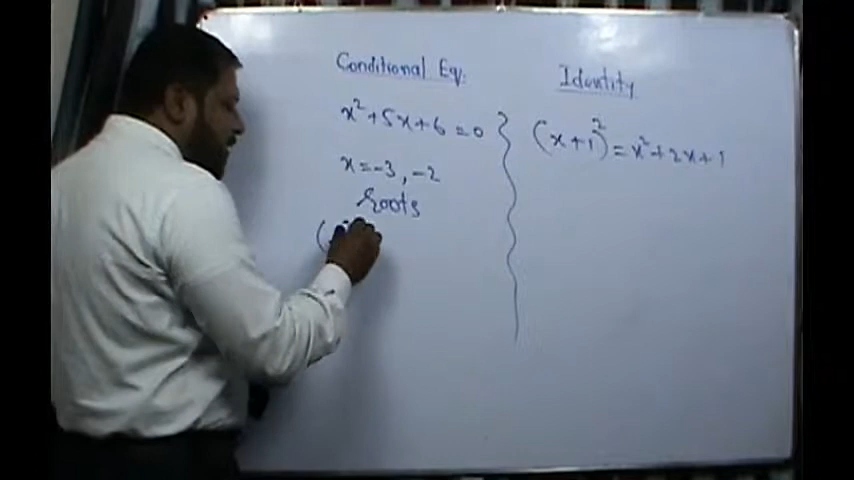 Conditional Eq.
x²+5x+6=0
x=-3,-2
Roots
(
Identity
(x+1)²=x²+2x+1